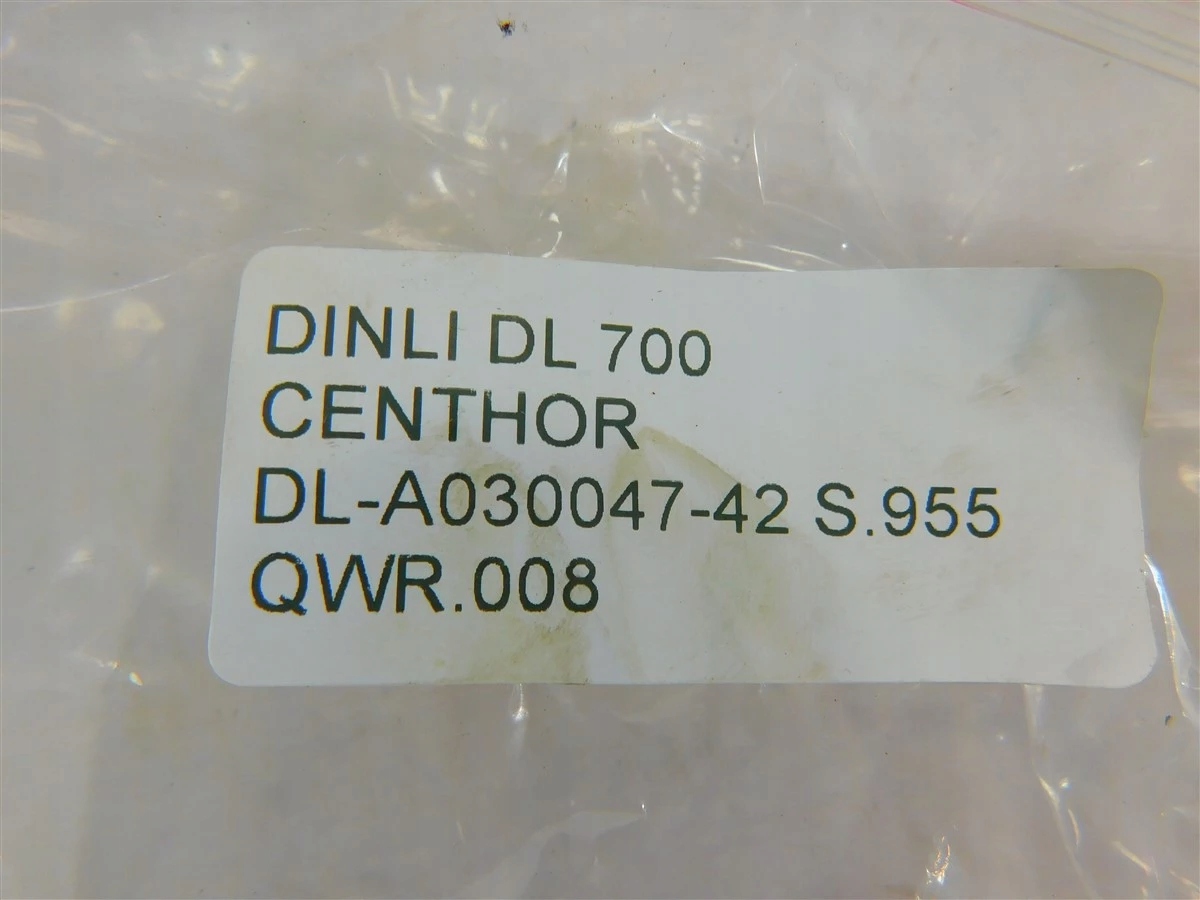 DINLI DL 700
CENTHOR
DL-A030047-42 S.955
QWR.008